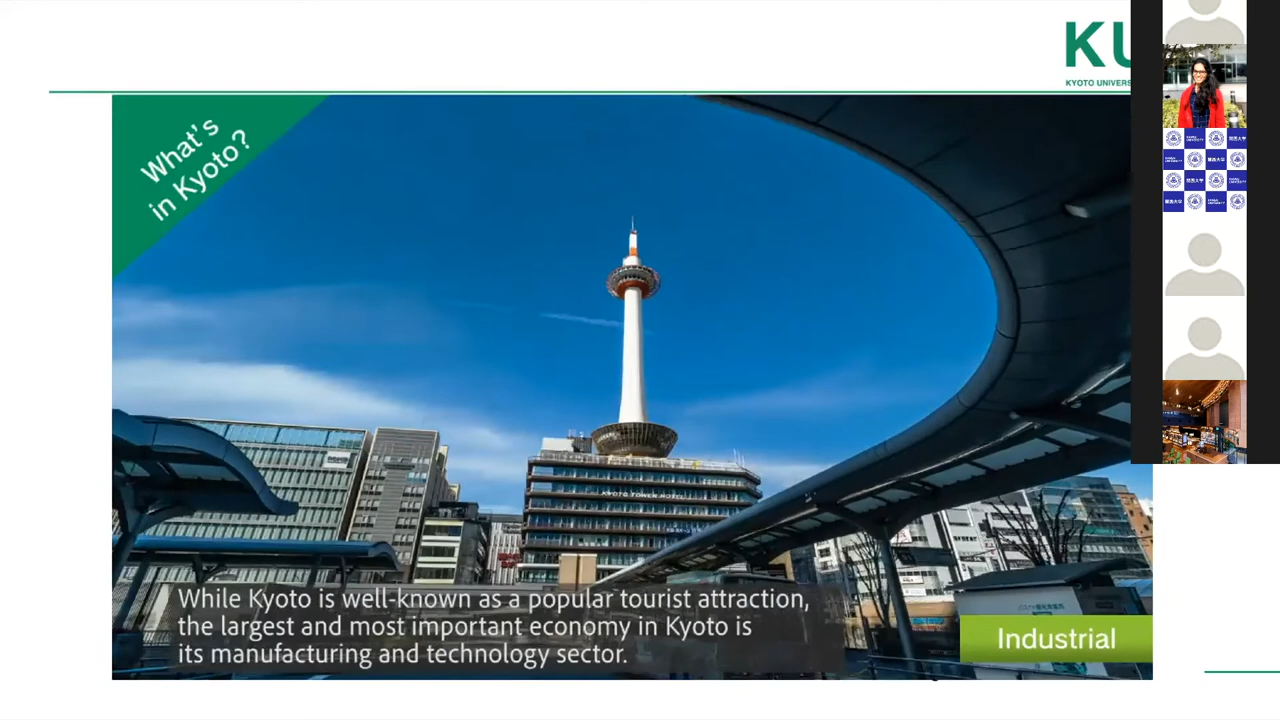 KU
KYOTO UNIVERS
What's
in Kyoto?
KYOTO TOWER HOTEL
While Kyoto is well-known as a popular tourist attraction,
the largest and most important economy in Kyoto is
its manufacturing and technology sector.
Industrial